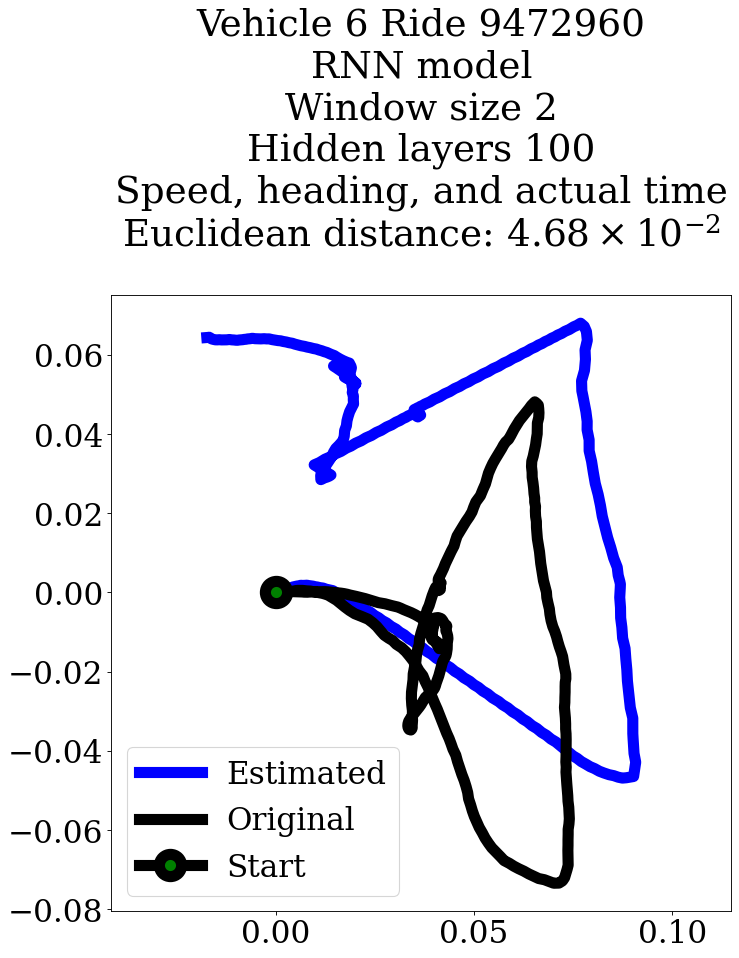 Vehicle 6 Ride 9472960
RNN model
Window size 2
Hidden layers 100
Speed, heading, and actual time
Euclidean distance: 4.68 × 10⁻²
0.06
0.04
0.02
0.00
−0.02
−0.04
−0.06
−0.08
Estimated
Original
Start
0.00 0.05 0.10